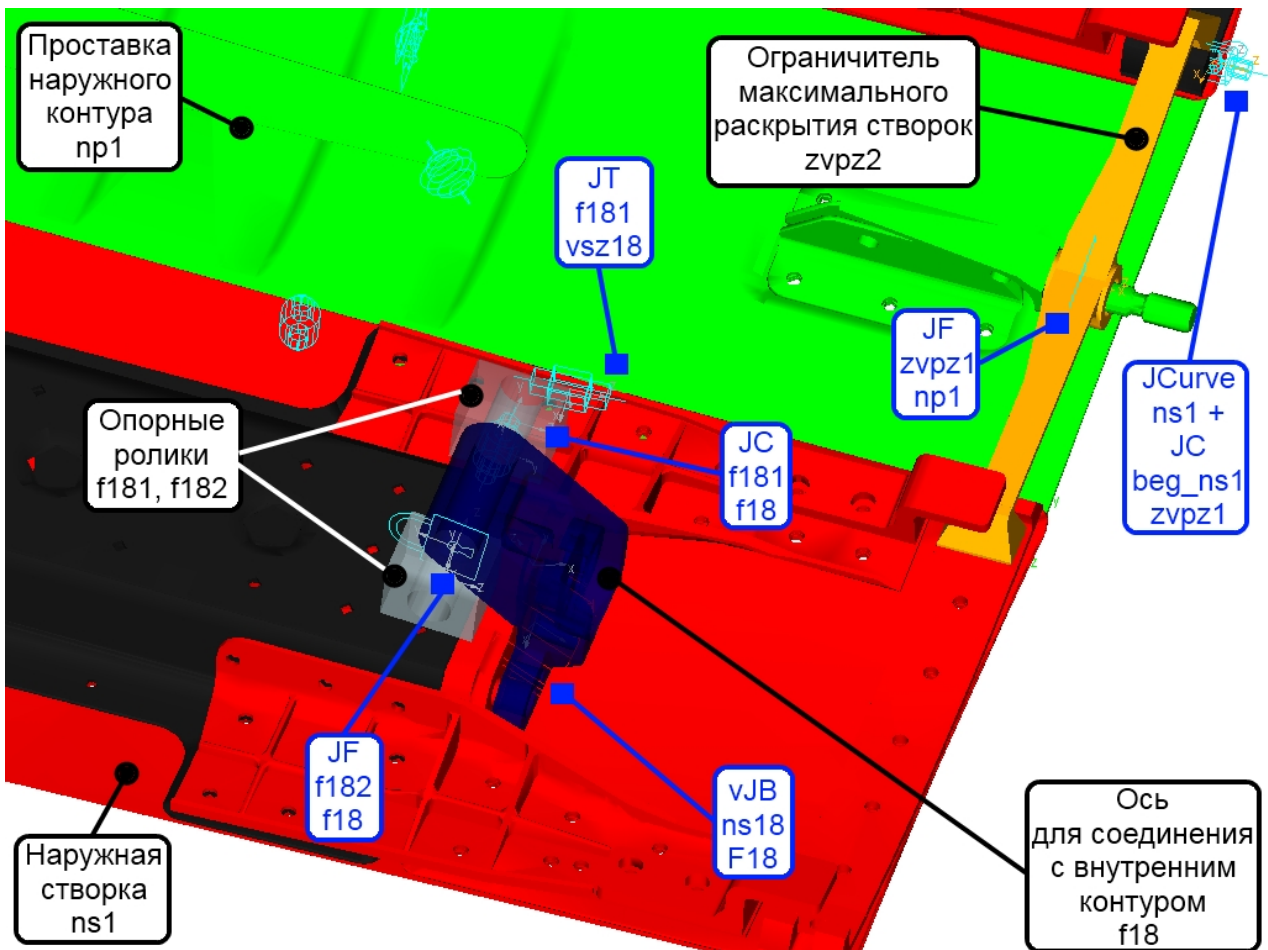 Проставка
наружного
контура
np1
Ограничитель
максимального
раскрытия створок
zvpz2
JT
f181
vsz18
JF
zvpz1
np1
JCurve
ns1 +
JC
beg_ns1
zvpz1
Опорные
ролики
f181, f182
JC
f181
f18
JF
f182
f18
vJB
ns18
F18
Наружная
створка
ns1
Ось
для соединения
с внутренним
контуром
f18